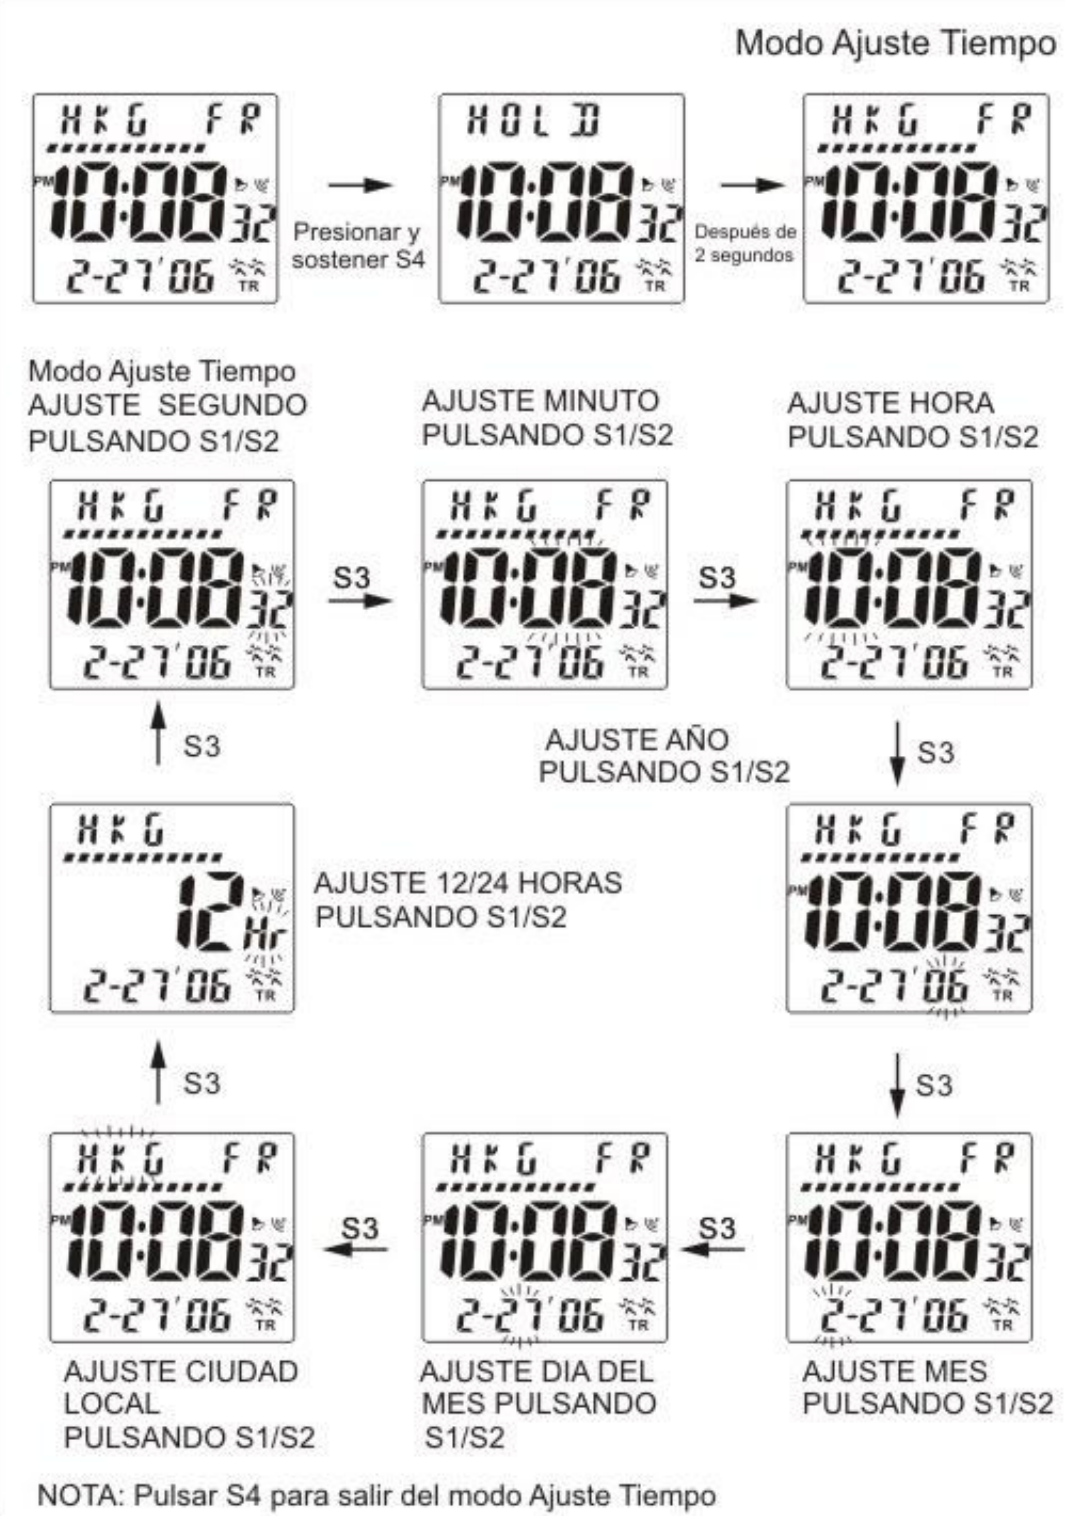 Modo Ajuste Tiempo
HKG FR
PM 10:08 32
2-27'06 TR
Presionar y
sostener S4
HOLD
PM 10:08 32
2-27'06 TR
Después de
2 segundos
HKG FR
PM 10:08 32
2-27'06 TR
Modo Ajuste Tiempo
AJUSTE SEGUNDO
PULSANDO S1/S2
HKG FR
PM 10:08 32
2-27'06 TR
S3
AJUSTE MINUTO
PULSANDO S1/S2
HKG FR
PM 10:08 32
2-27'06 TR
S3
AJUSTE HORA
PULSANDO S1/S2
HKG FR
PM 10:08 32
2-27'06 TR
S3
AJUSTE AÑO
PULSANDO S1/S2
HKG FR
PM 10:08 32
2-27'06 TR
S3
HKG FR
PM 10:08 32
2-27'06 TR
AJUSTE MES
PULSANDO S1/S2
S3
HKG FR
PM 10:08 32
2-27'06 TR
AJUSTE DIA DEL
MES PULSANDO
S1/S2
S3
HKG FR
PM 10:08 32
2-27'06 TR
AJUSTE CIUDAD
LOCAL
PULSANDO S1/S2
S3
HKG
12 Hr
2-27'06 TR
AJUSTE 12/24 HORAS
PULSANDO S1/S2
S3
NOTA: Pulsar S4 para salir del modo Ajuste Tiempo